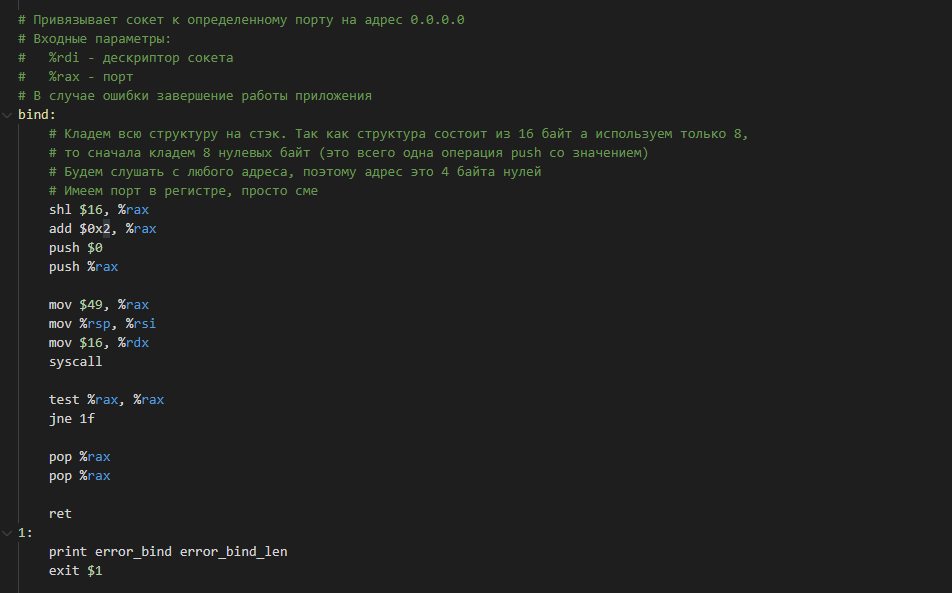 # Привязывает сокет к определенному порту на адрес 0.0.0.0
# Входные параметры:
#   %rdi - дескриптор сокета
#   %rax - порт
# В случае ошибки завершение работы приложения
bind:
    # Кладем всю структуру на стэк. Так как структура состоит из 16 байт а используем только 8,
    # то сначала кладем 8 нулевых байт (это всего одна операция push со значением)
    # Будем слушать с любого адреса, поэтому адрес это 4 байта нулей
    # Имеем порт в регистре, просто сме
    shl $16, %rax
    add $0x2, %rax
    push $0
    push %rax

    mov $49, %rax
    mov %rsp, %rsi
    mov $16, %rdx
    syscall

    test %rax, %rax
    jne 1f

    pop %rax
    pop %rax

    ret
1:
    print error_bind error_bind_len
    exit $1